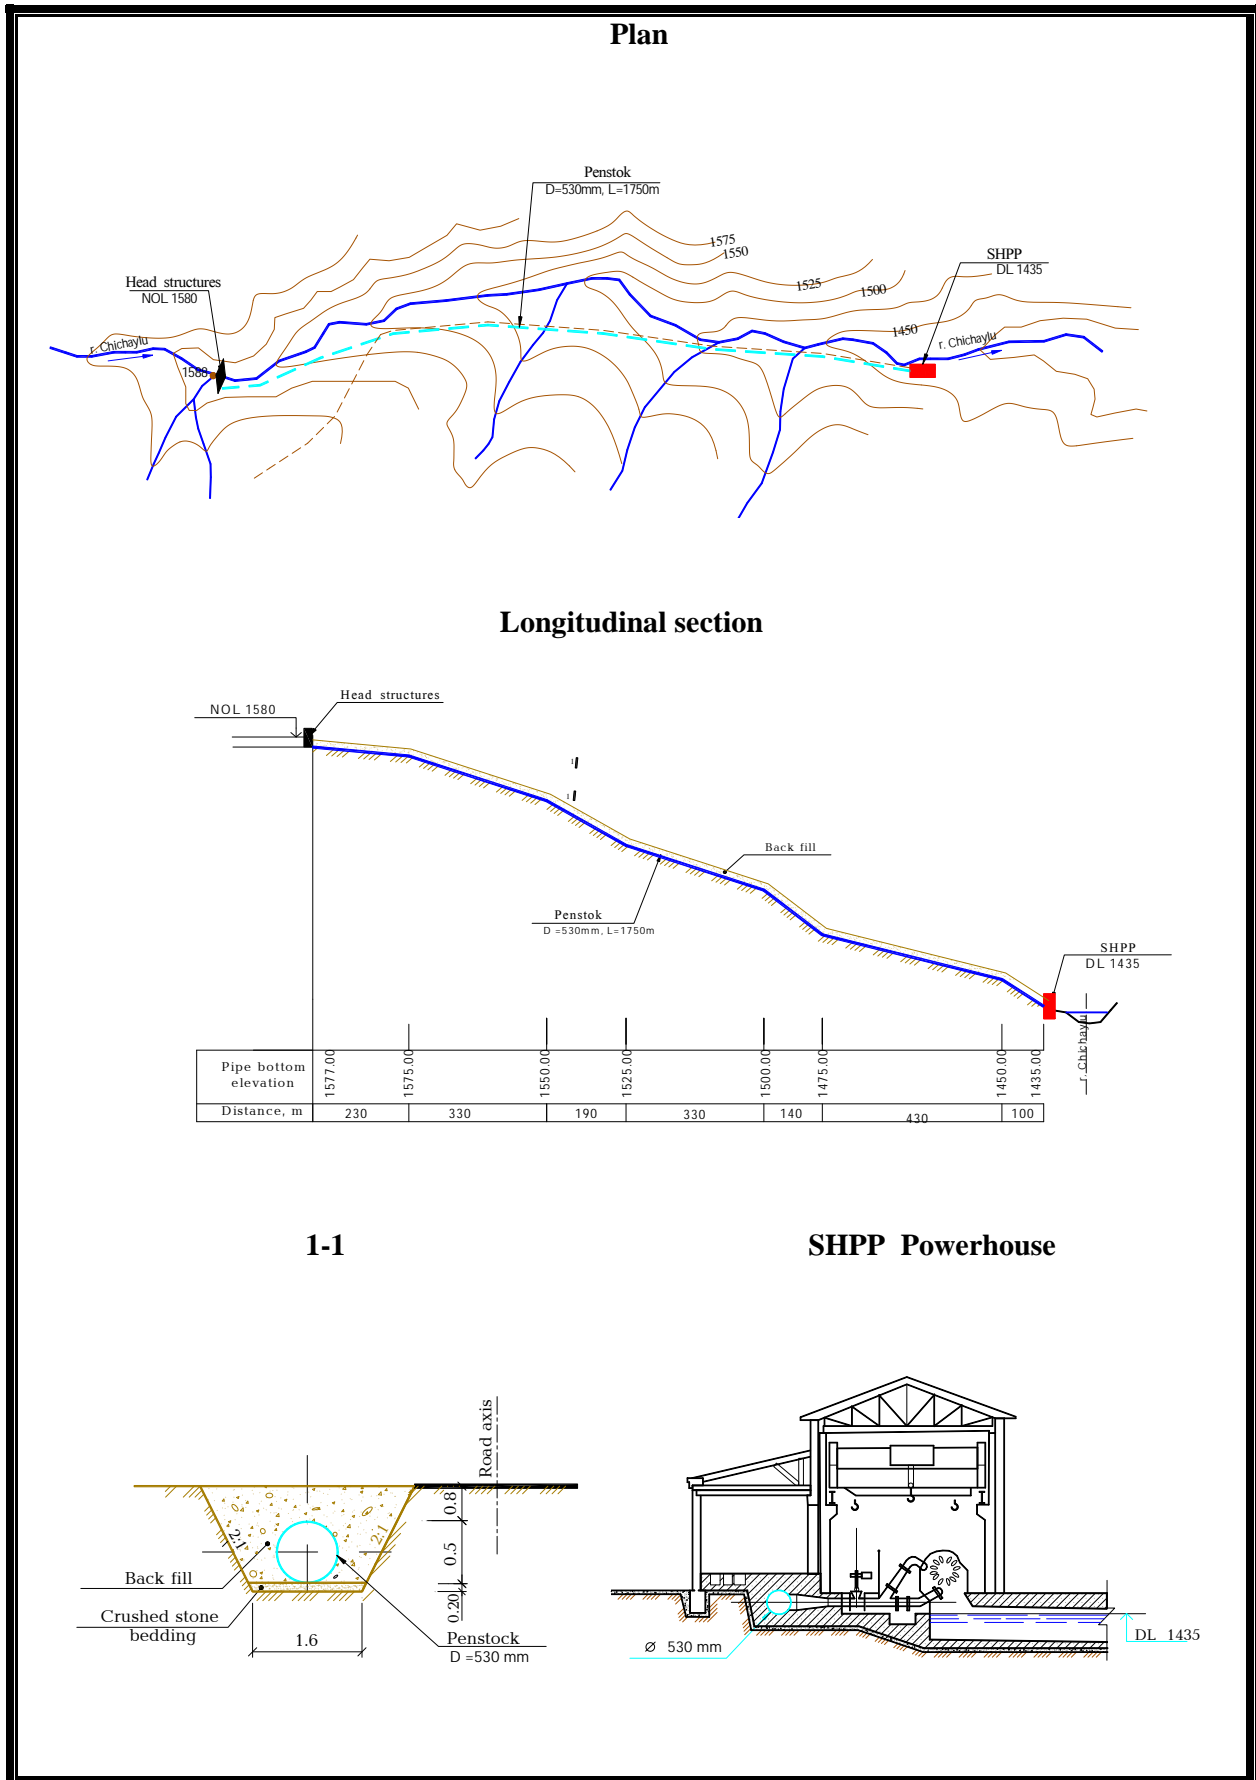 Plan
Penstok
D=530mm, L=1750m
1575
1550
SHPP
DL 1435
Head structures
NOL 1580
1525
1500
1450
r. Chichaylu
r. Chichaylu
1580
Longitudinal section
Head structures
NOL 1580
1
1
Back fill
Penstok
D =530mm, L=1750m
SHPP
DL 1435
r. Chichaylu
Pipe bottom
elevation
1577.00
1575.00
1550.00
1525.00
1500.00
1475.00
1450.00
1435.00
Distance, m
230
330
190
330
140
430
100
1-1
SHPP Powerhouse
Road axis
0.8
0.5
0.20
2:1
2:1
Back fill
Crushed stone
bedding
1.6
Penstock
D =530 mm
Ø 530 mm
DL 1435